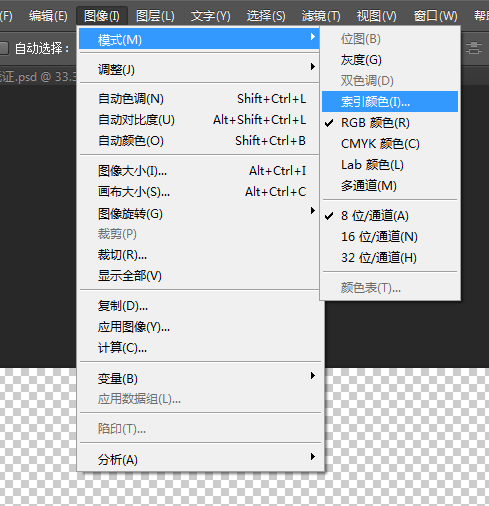 (F) 编辑(E) 图像(I) 图层(L) 文字(Y) 选择(S) 滤镜(T) 视图(V) 窗口(W) 帮助(H)
自动选择：
证.psd @ 33.3
模式(M)
调整(J)
自动色调(N) Shift+Ctrl+L
自动对比度(U) Alt+Shift+Ctrl+L
自动颜色(O) Shift+Ctrl+B
图像大小(I)... Alt+Ctrl+I
画布大小(S)... Alt+Ctrl+C
图像旋转(G)
裁剪(P)
裁切(R)...
显示全部(V)
复制(D)...
应用图像(Y)...
计算(C)...
变量(B)
应用数据组(L)...
陷印(T)...
分析(A)
位图(B)
灰度(G)
双色调(D)
索引颜色(I)...
RGB 颜色(R)
CMYK 颜色(C)
Lab 颜色(L)
多通道(M)
8 位/通道(A)
16 位/通道(N)
32 位/通道(H)
颜色表(T)...